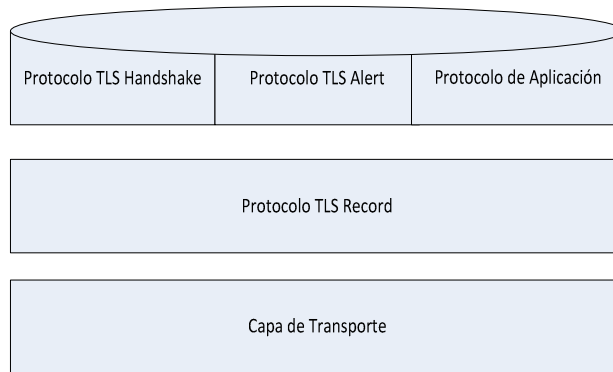 Protocolo TLS Handshake
Protocolo TLS Alert
Protocolo de Aplicación
Protocolo TLS Record
Capa de Transporte